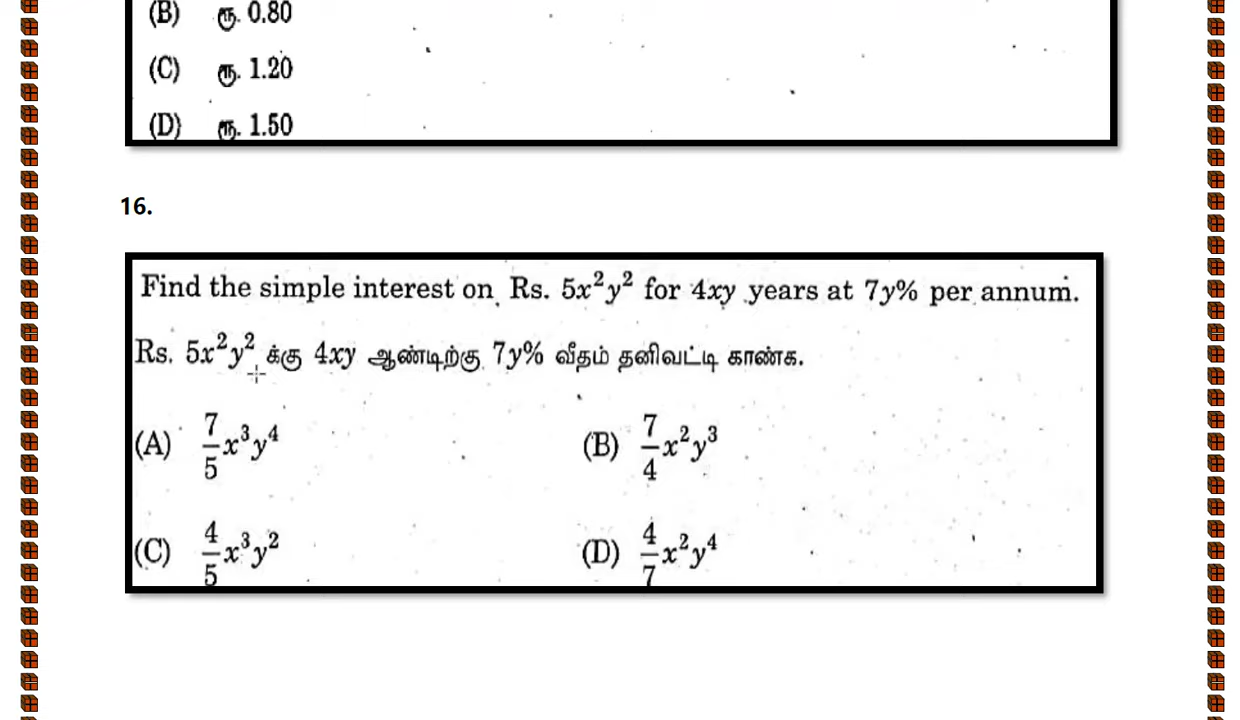 (B) ரூ. 0.80
(C) ரூ. 1.20
(D) ரூ. 1.50
16.
Find the simple interest on Rs. 5x²y² for 4xy years at 7y% per annum.
Rs. 5x²y² க்கு 4xy ஆண்டிற்கு 7y% வீதம் தனிவட்டி காண்க.
(A) 7/5 x³y⁴ (B) 7/4 x²y³
(C) 4/5 x³y² (D) 4/7 x²y⁴